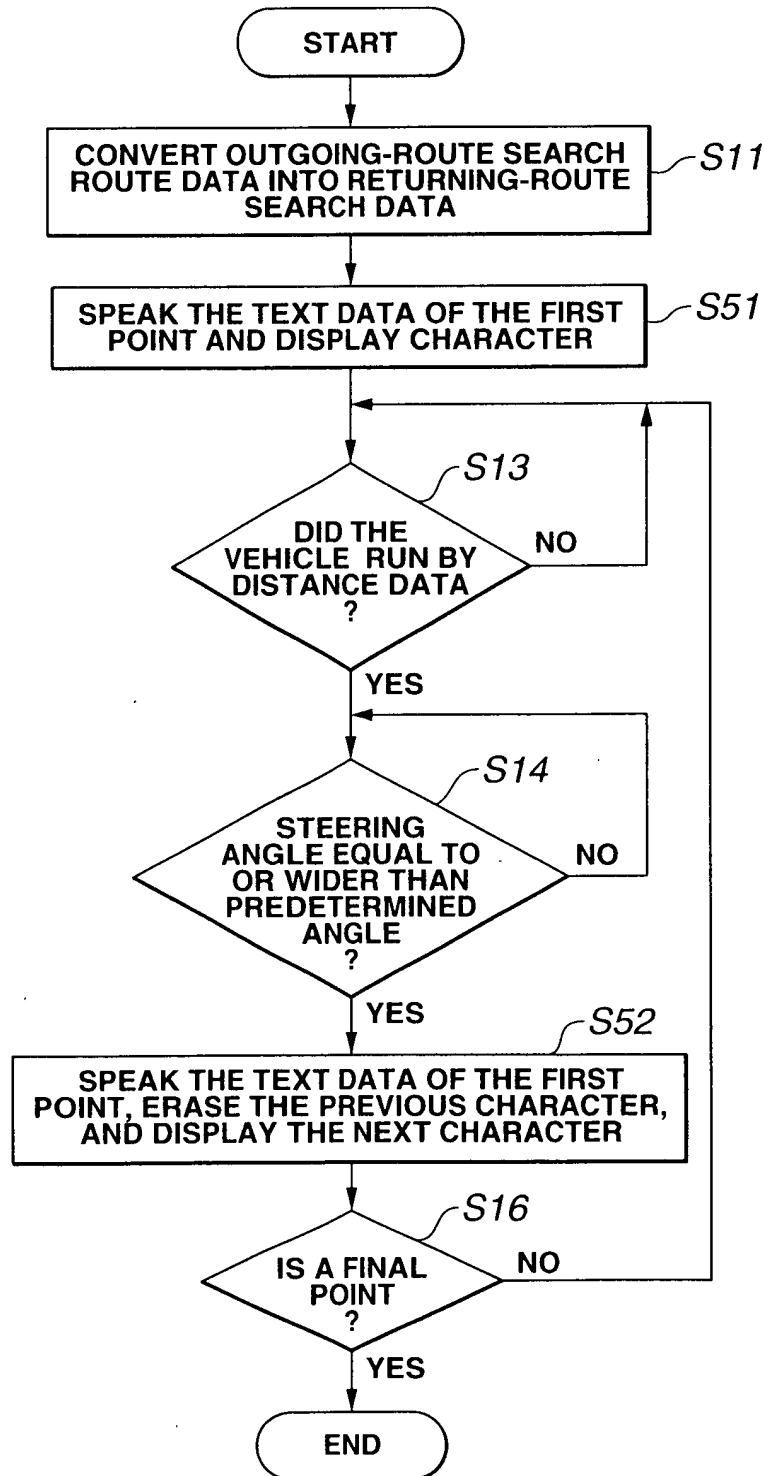 START
CONVERT OUTGOING-ROUTE SEARCH
ROUTE DATA INTO RETURNING-ROUTE
SEARCH DATA
S11
SPEAK THE TEXT DATA OF THE FIRST
POINT AND DISPLAY CHARACTER
S51
S13
DID THE
VEHICLE RUN BY
DISTANCE DATA
?
NO
YES
S14
STEERING
ANGLE EQUAL TO
OR WIDER THAN
PREDETERMINED
ANGLE
?
NO
YES
S52
SPEAK THE TEXT DATA OF THE FIRST
POINT, ERASE THE PREVIOUS CHARACTER,
AND DISPLAY THE NEXT CHARACTER
S16
IS A FINAL
POINT
?
NO
YES
END